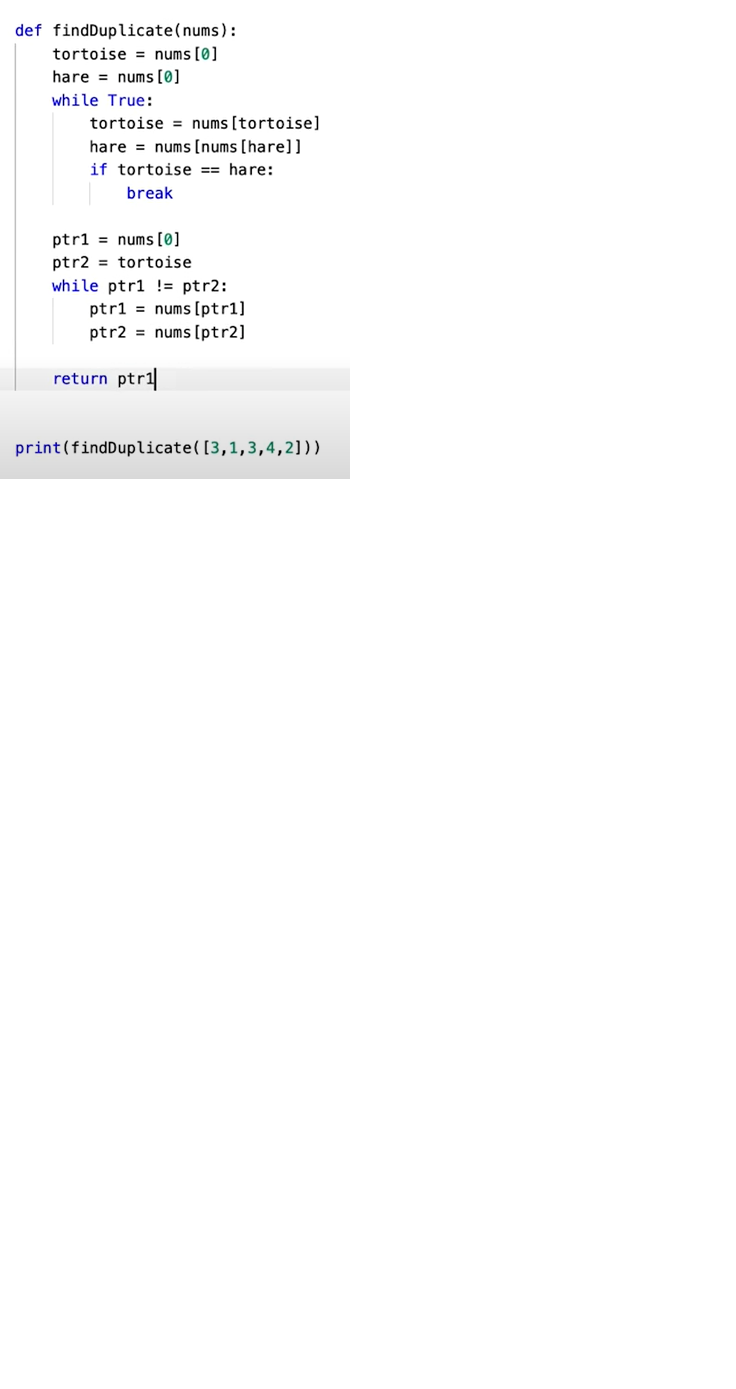 def findDuplicate(nums):
    tortoise = nums[0]
    hare = nums[0]
    while True:
        tortoise = nums[tortoise]
        hare = nums[nums[hare]]
        if tortoise == hare:
            break
    ptr1 = nums[0]
    ptr2 = tortoise
    while ptr1 != ptr2:
        ptr1 = nums[ptr1]
        ptr2 = nums[ptr2]
    return ptr1
print(findDuplicate([3,1,3,4,2]))